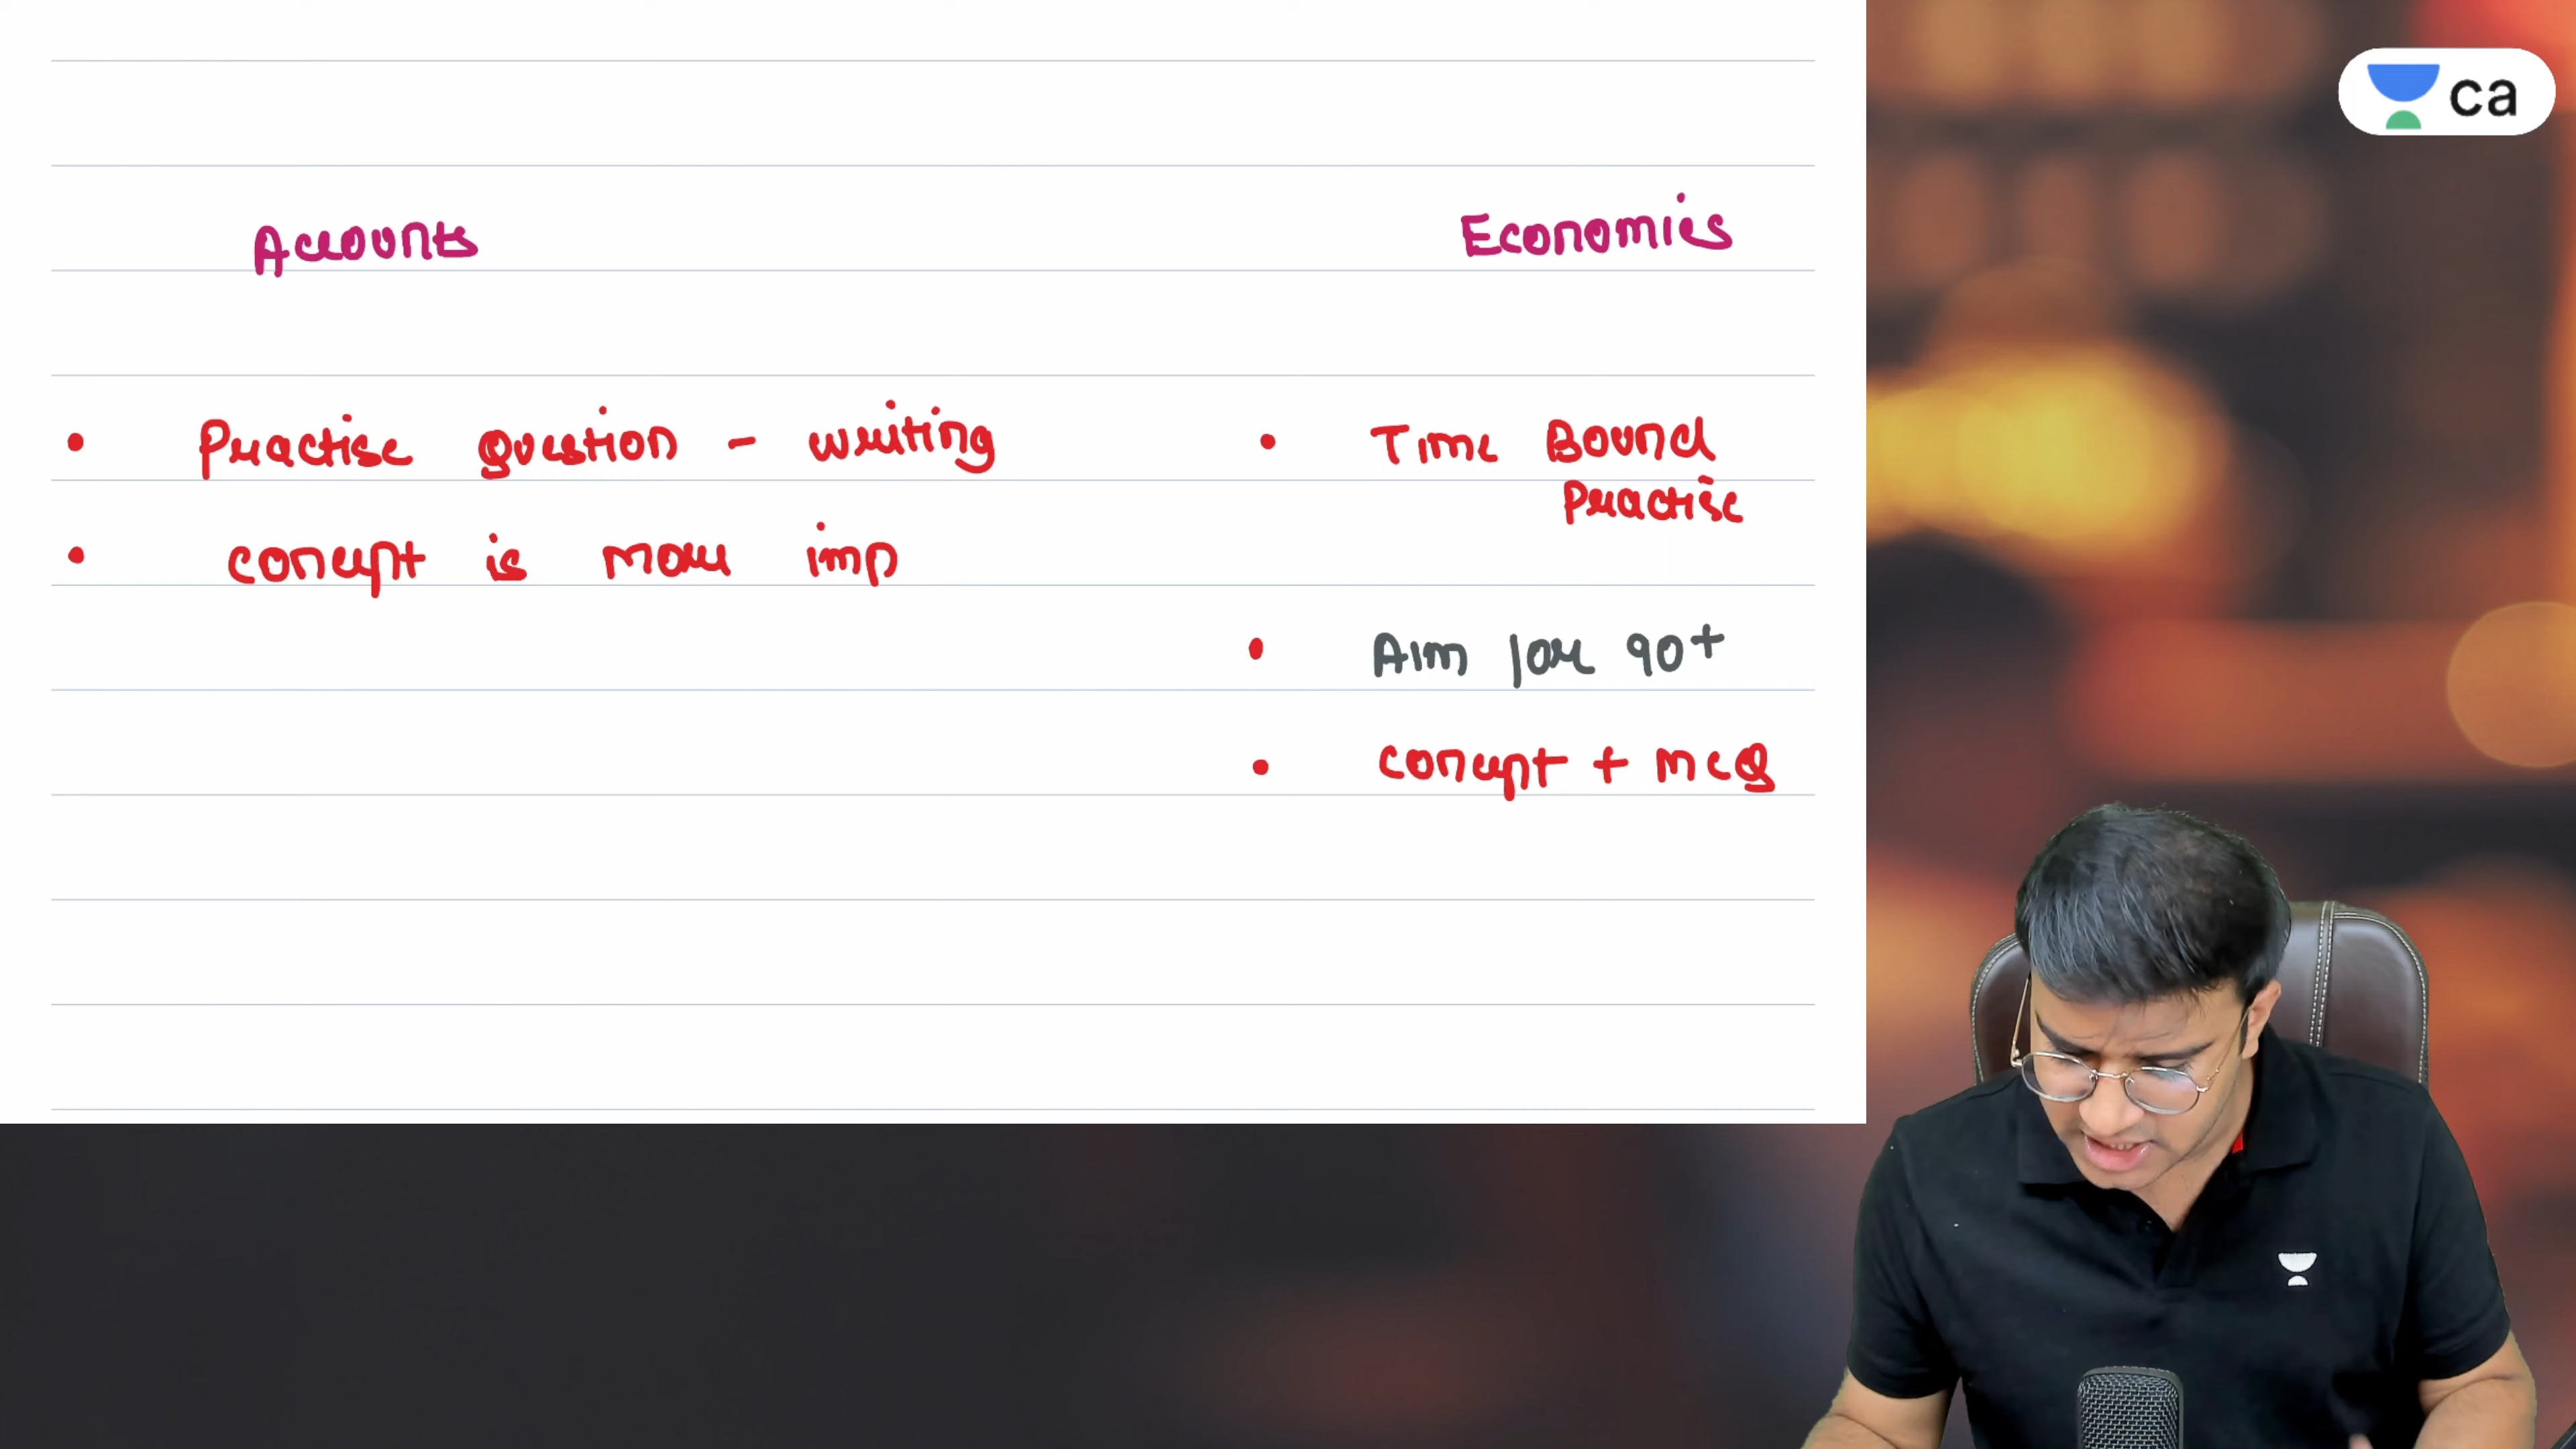 Accounts
Economics
• Practise question - writing
• concept is more imp
• Time Bound
Practise
• Aim for 90+
• concept + MCQ
ca